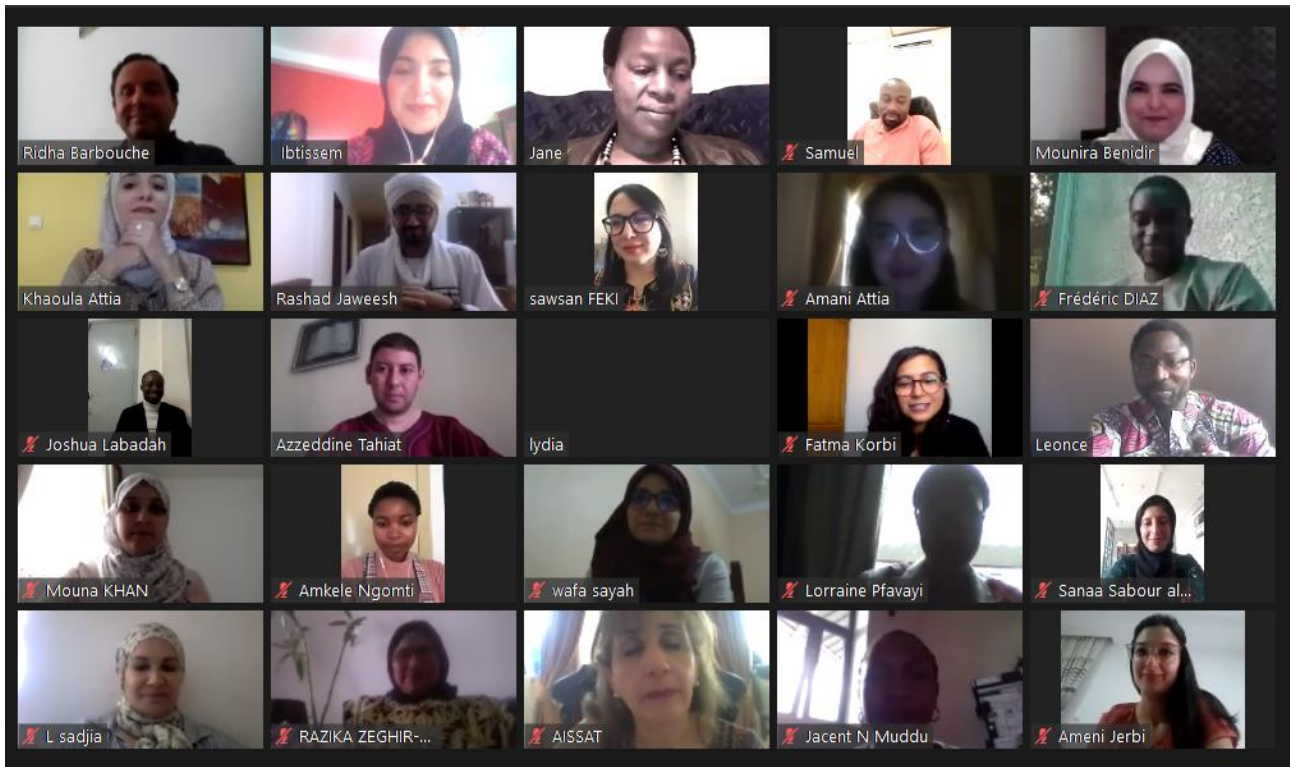 Ridha Barbouche
Ibtissem
Jane
Samuel
Mounira Benidir
Khaoula Attia
Rashad Jaweesh
sawsan FEKI
Amani Attia
Frédéric DIAZ
Joshua Labadah
Azzeddine Tahiat
lydia
Fatma Korbi
Leonce
Mouna KHAN
Amkele Ngomti
wafa sayah
Lorraine Pfavayi
Sanaa Sabour al...
L sadjia
RAZIKA ZEGHIR-...
AISSAT
Jacent N Muddu
Ameni Jerbi